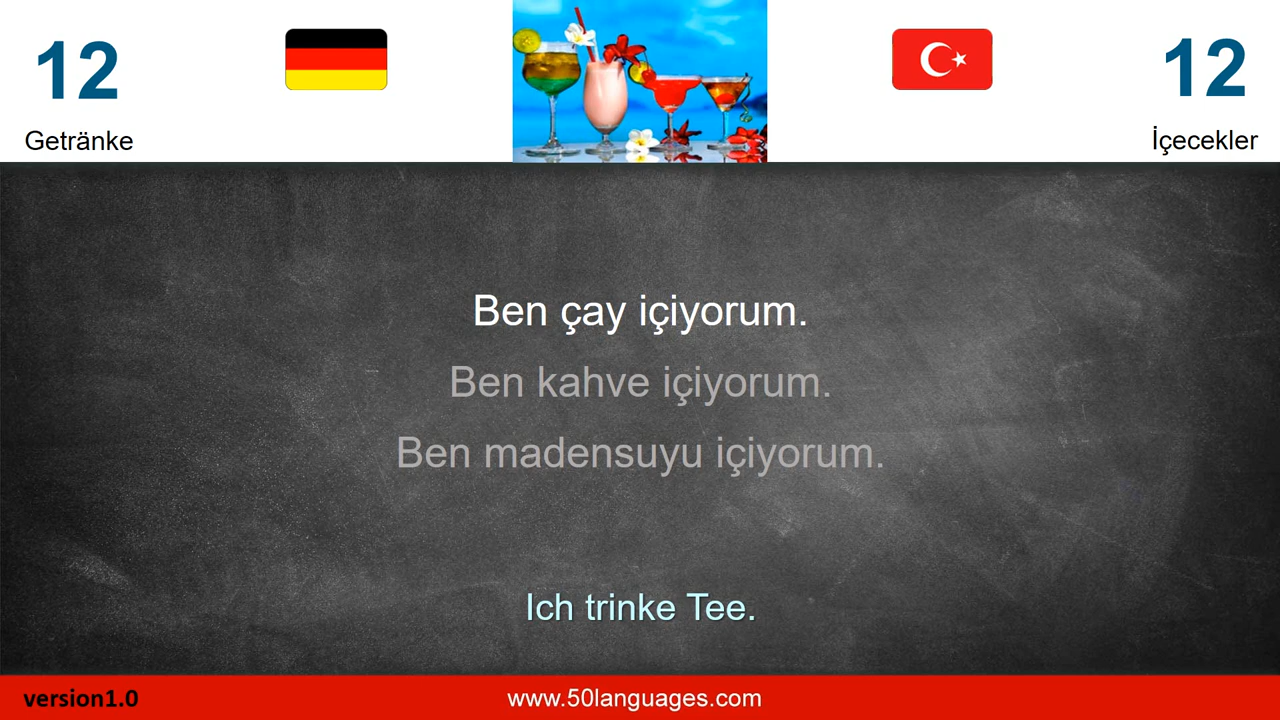 12
12
Getränke
İçecekler
Ben çay içiyorum.
Ben kahve içiyorum.
Ben madensuyu içiyorum.
Ich trinke Tee.
version1.0
www.50languages.com